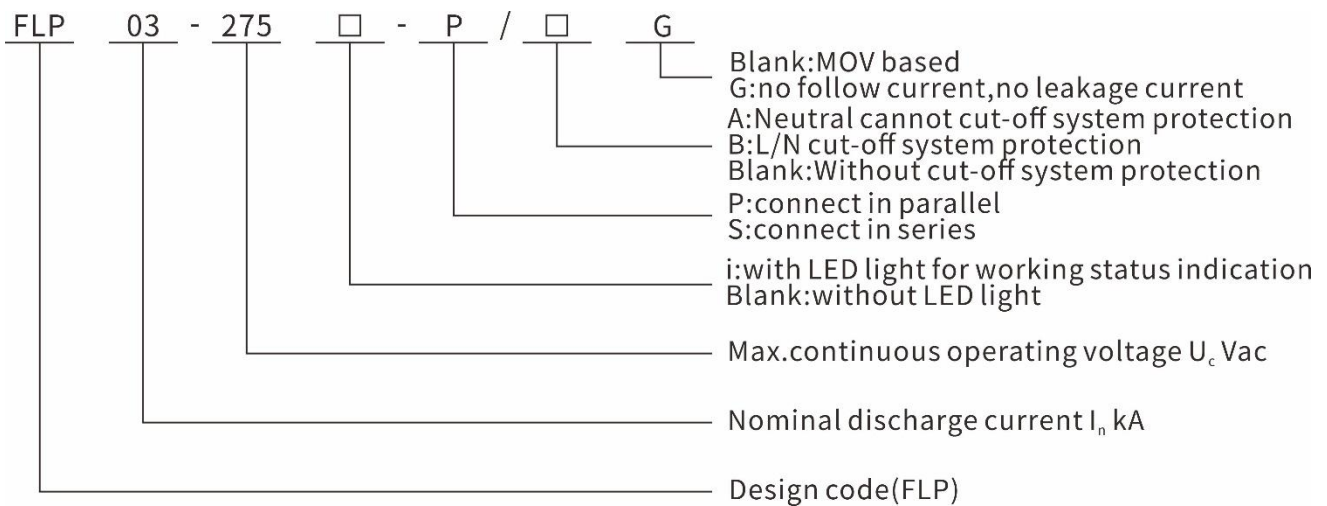 FLP 03 - 275 □ - P / □ G
Blank:MOV based
G:no follow current,no leakage current
A:Neutral cannot cut-off system protection
B:L/N cut-off system protection
Blank:Without cut-off system protection
P:connect in parallel
S:connect in series
i:with LED light for working status indication
Blank:without LED light
Max.continuous operating voltage U꜀ Vac
Nominal discharge current Iₙ kA
Design code(FLP)